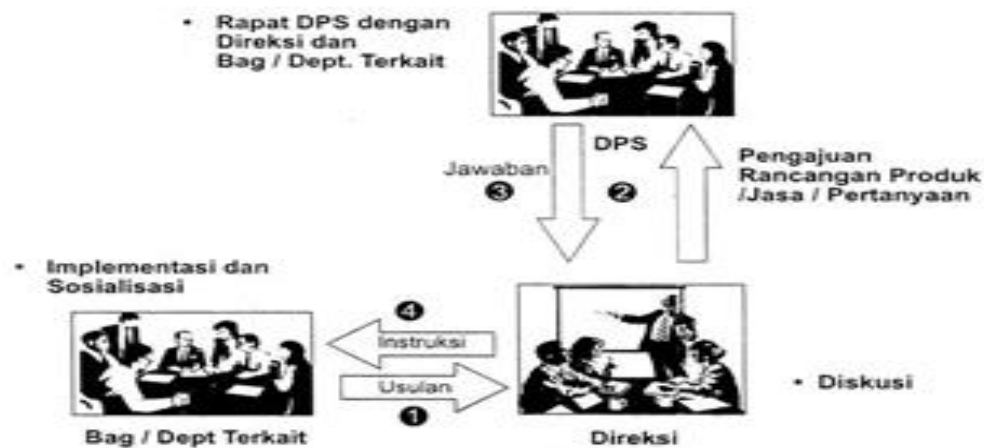 • Rapat DPS dengan
Direksi dan
Bag / Dept. Terkait
DPS
Jawaban
3
2
Pengajuan
Rancangan Produk
/Jasa / Pertanyaan
• Implementasi dan
Sosialisasi
4
Instruksi
Usulan
1
• Diskusi
Bag / Dept Terkait
Direksi